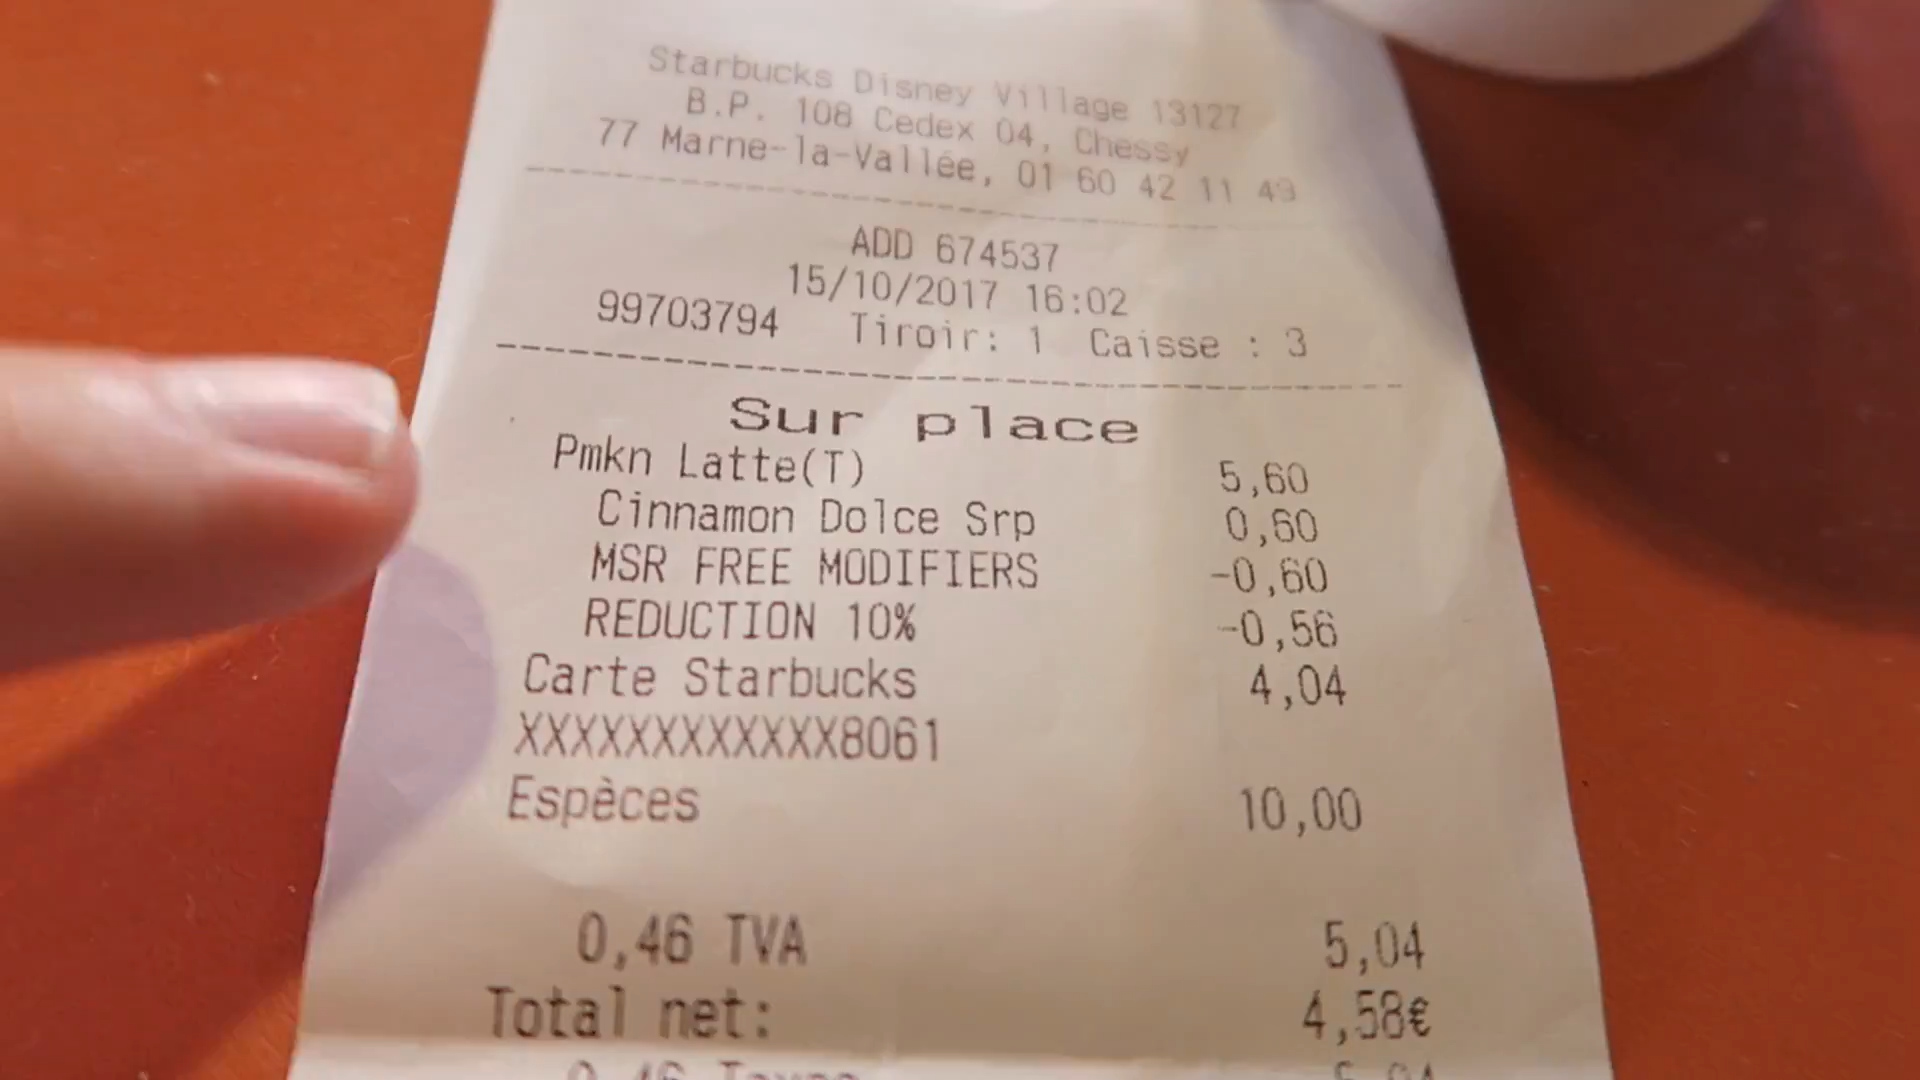 Starbucks Disney Village 13127
B.P. 108 Cedex 04, Chessy
77 Marne-la-Vallée, 01 60 42 11 49
ADD 674537
15/10/2017 16:02
99703794 Tiroir: 1 Caisse : 3
Sur place
Pmkn Latte(T) 5,60
Cinnamon Dolce Srp 0,60
MSR FREE MODIFIERS -0,60
REDUCTION 10% -0,56
Carte Starbucks 4,04
XXXXXXXXXXXX8061
Espèces 10,00
0,46 TVA 5,04
Total net: 4,58€